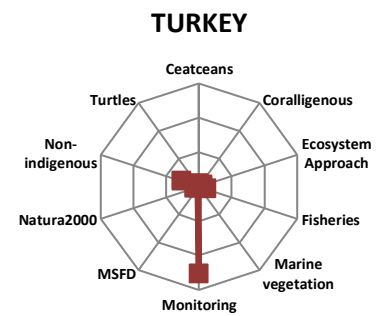 TURKEY
Ceatceans
Turtles
Coralligenous
Non-
indigenous
Ecosystem
Approach
Natura2000
Fisheries
MSFD
Marine
vegetation
Monitoring